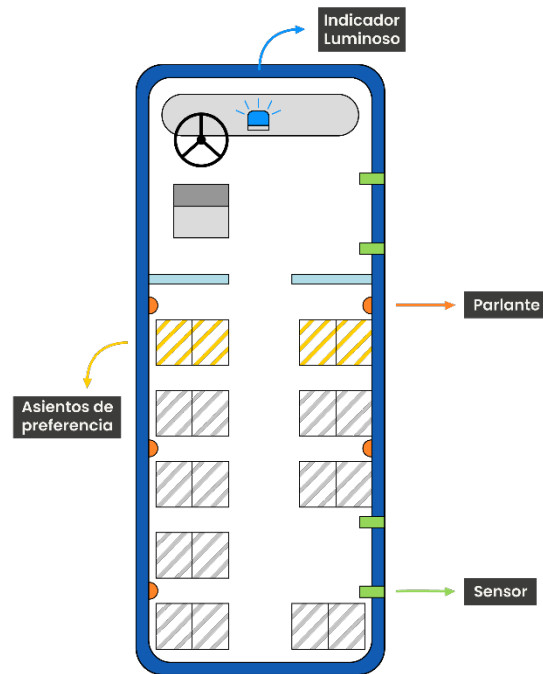 Indicador
Luminoso
Parlante
Asientos de
preferencia
Sensor